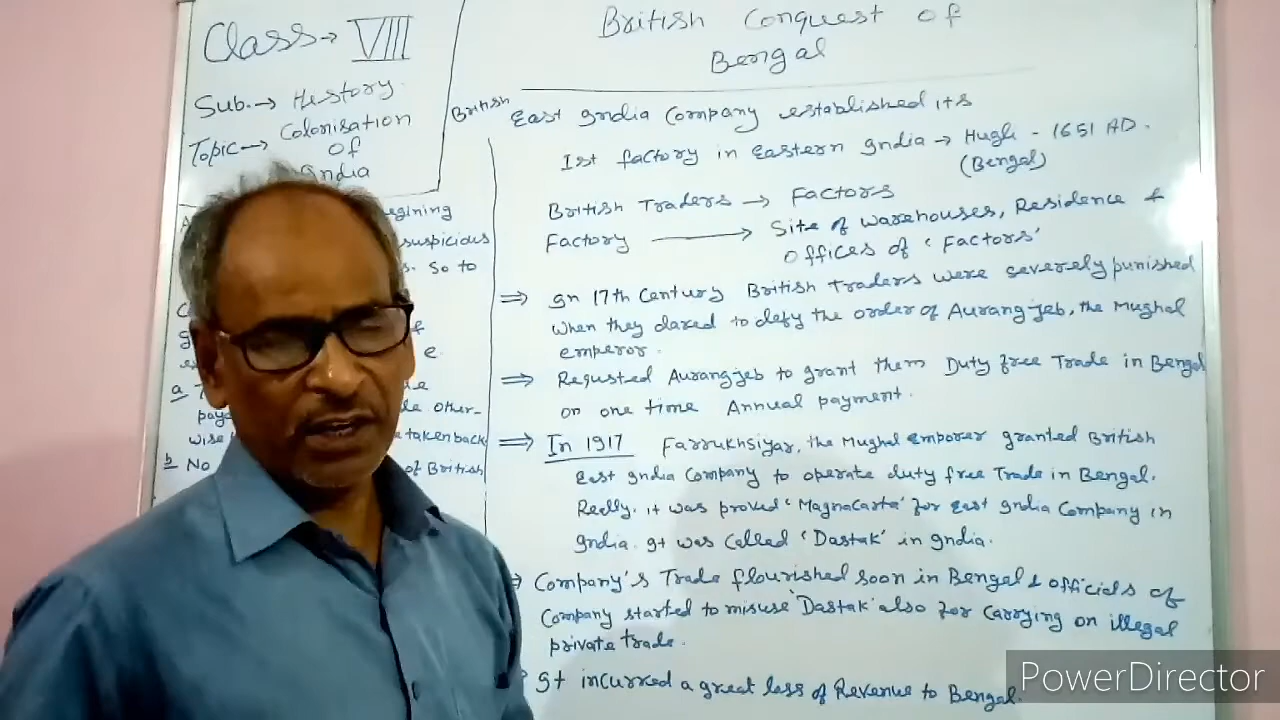 Class → VIII
Sub. → History
Topic → Colonisation
of
India
British Conquest of
Bengal
British East India Company established its
1st factory in Eastern India → Hugli - 1651 AD.
(Bengal)
British Traders → Factors
Factory → Site of warehouses, Residence &
offices of 'Factors'
⇒ In 17th Century British Traders were severely punished
when they dared to defy the order of Aurangjeb, the Mughal
emperor.
⇒ Requsted Aurangjeb to grant them Duty free Trade in Bengal
on one time Annual payment.
⇒ In 1917 Farrukhsiyar, the Mughal emporer granted British
East India Company to operate duty free Trade in Bengal.
Reelly. it was proved 'MagnaCarta' for East India Company in
India. It was called 'Dastak' in India.
⇒ Company's Trade flourished soon in Bengal & officials of
Company started to misuse 'Dastak' also for carrying on illegal
private trade.
It incurred a great loss of Revenue to Bengal.
egining
suspicious
So to
a
other-
wise
taken back
b No of British
PowerDirector